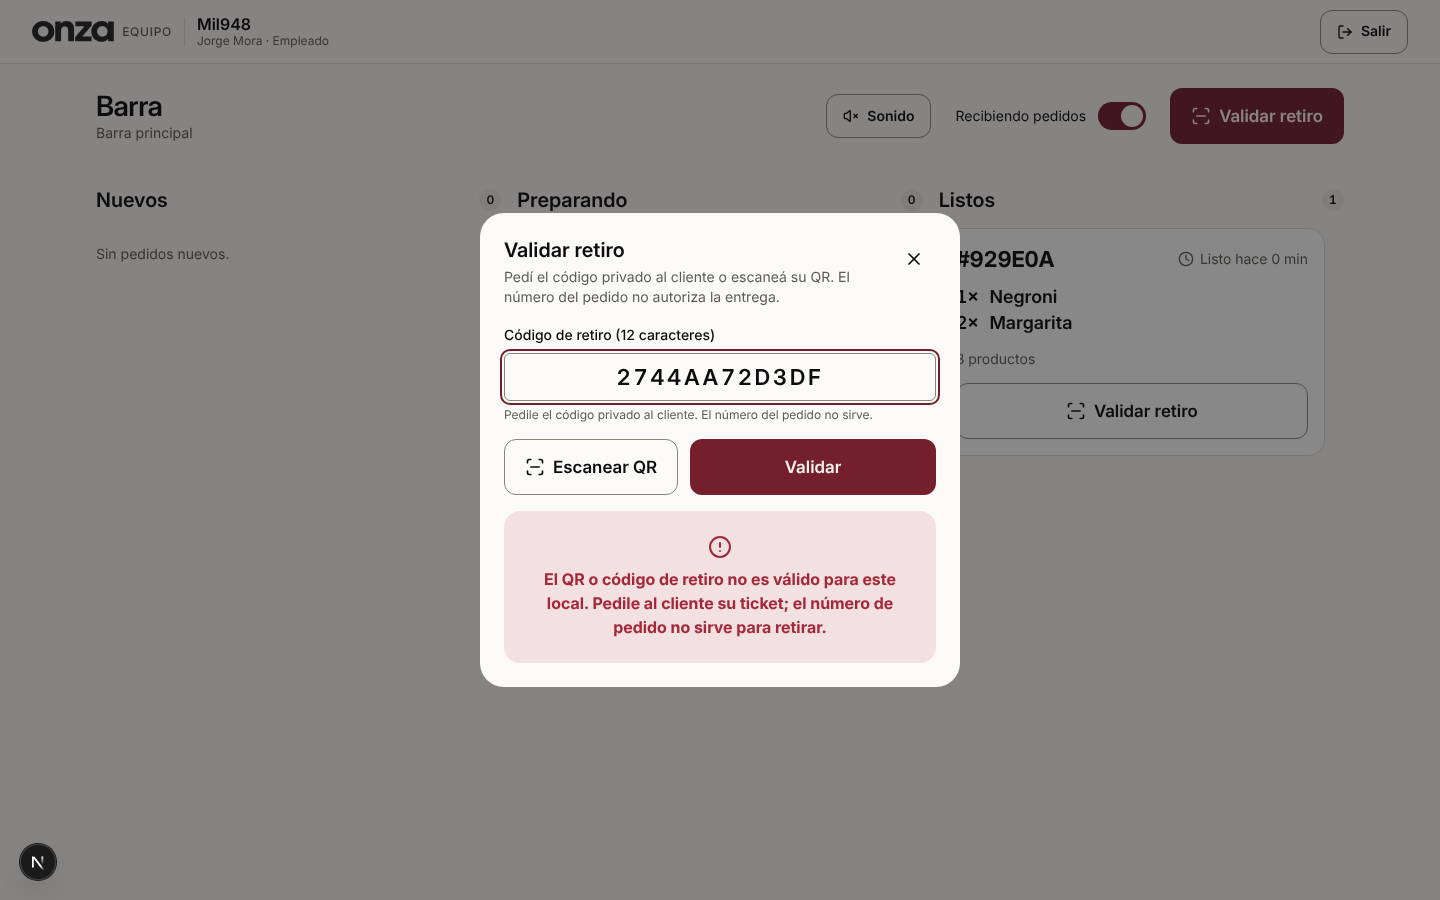 onza EQUIPO
Mil948
Jorge Mora · Empleado
Salir
Barra
Barra principal
Sonido
Recibiendo pedidos
Validar retiro
Nuevos 0
Sin pedidos nuevos.
Preparando 0
Listos 1
#929E0A
Listo hace 0 min
1× Negroni
2× Margarita
3 productos
Validar retiro
Validar retiro
Pedí el código privado al cliente o escaneá su QR. El
número del pedido no autoriza la entrega.
Código de retiro (12 caracteres)
2744AA72D3DF
Pedile el código privado al cliente. El número del pedido no sirve.
Escanear QR
Validar
El QR o código de retiro no es válido para este
local. Pedile al cliente su ticket; el número de
pedido no sirve para retirar.
N